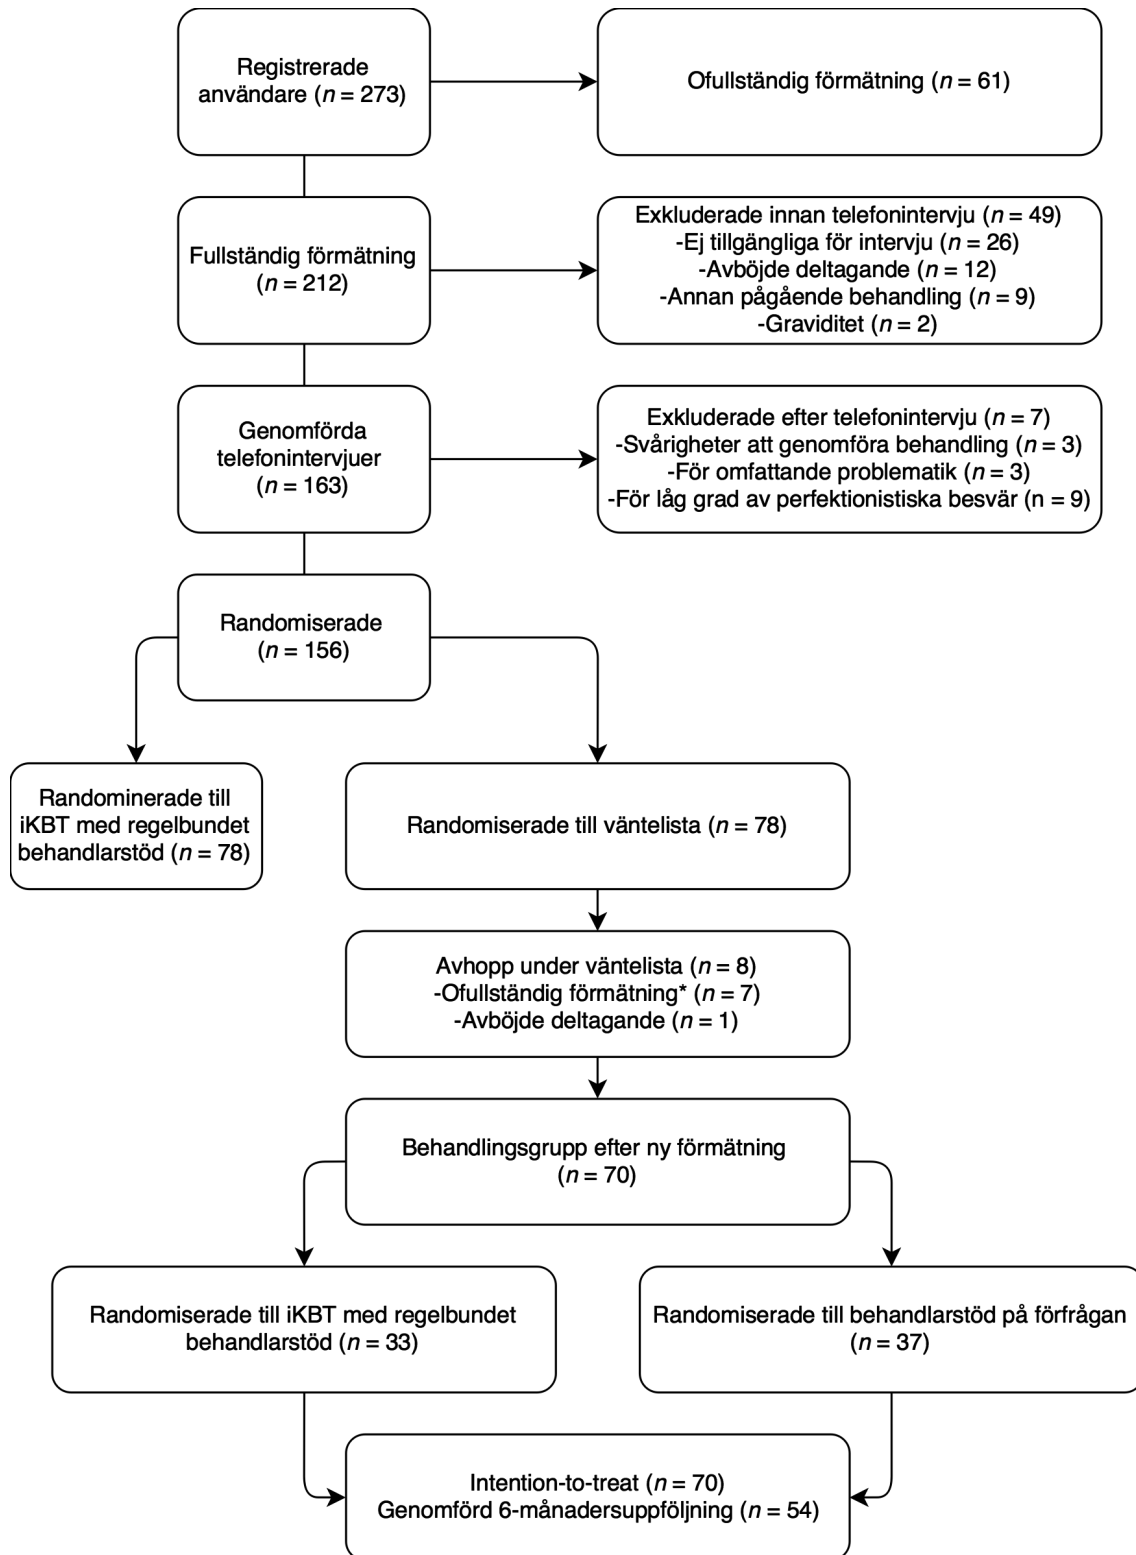 Registrerade
användare (n = 273)
Ofullständig förmätning (n = 61)
Fullständig förmätning
(n = 212)
Exkluderade innan telefonintervju (n = 49)
-Ej tillgängliga för intervju (n = 26)
-Avböjde deltagande (n = 12)
-Annan pågående behandling (n = 9)
-Graviditet (n = 2)
Genomförda
telefonintervjuer
(n = 163)
Exkluderade efter telefonintervju (n = 7)
-Svårigheter att genomföra behandling (n = 3)
-För omfattande problematik (n = 3)
-För låg grad av perfektionistiska besvär (n = 9)
Randomiserade
(n = 156)
Randominerade till
iKBT med regelbundet
behandlarstöd (n = 78)
Randomiserade till väntelista (n = 78)
Avhopp under väntelista (n = 8)
-Ofullständig förmätning* (n = 7)
-Avböjde deltagande (n = 1)
Behandlingsgrupp efter ny förmätning
(n = 70)
Randomiserade till iKBT med regelbundet
behandlarstöd (n = 33)
Randomiserade till behandlarstöd på förfrågan
(n = 37)
Intention-to-treat (n = 70)
Genomförd 6-månadersuppföljning (n = 54)